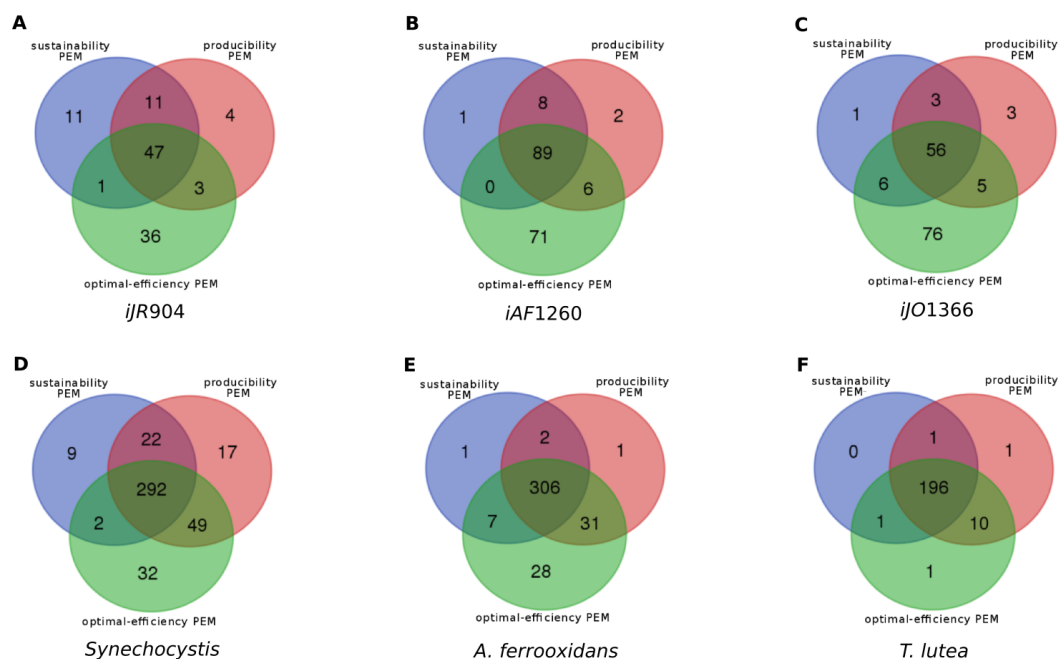 A
sustainability
PEM
producibility
PEM
11
11
4
47
1
3
36
optimal-efficiency PEM
iJR904
B
sustainability
PEM
producibility
PEM
1
8
2
89
0
6
71
optimal-efficiency PEM
iAF1260
C
sustainability
PEM
producibility
PEM
1
3
3
56
6
5
76
optimal-efficiency PEM
iJO1366
D
sustainability
PEM
producibility
PEM
9
22
17
292
2
49
32
optimal-efficiency PEM
Synechocystis
E
sustainability
PEM
producibility
PEM
1
2
1
306
7
31
28
optimal-efficiency PEM
A. ferrooxidans
F
sustainability
PEM
producibility
PEM
0
1
1
196
1
10
1
optimal-efficiency PEM
T. lutea